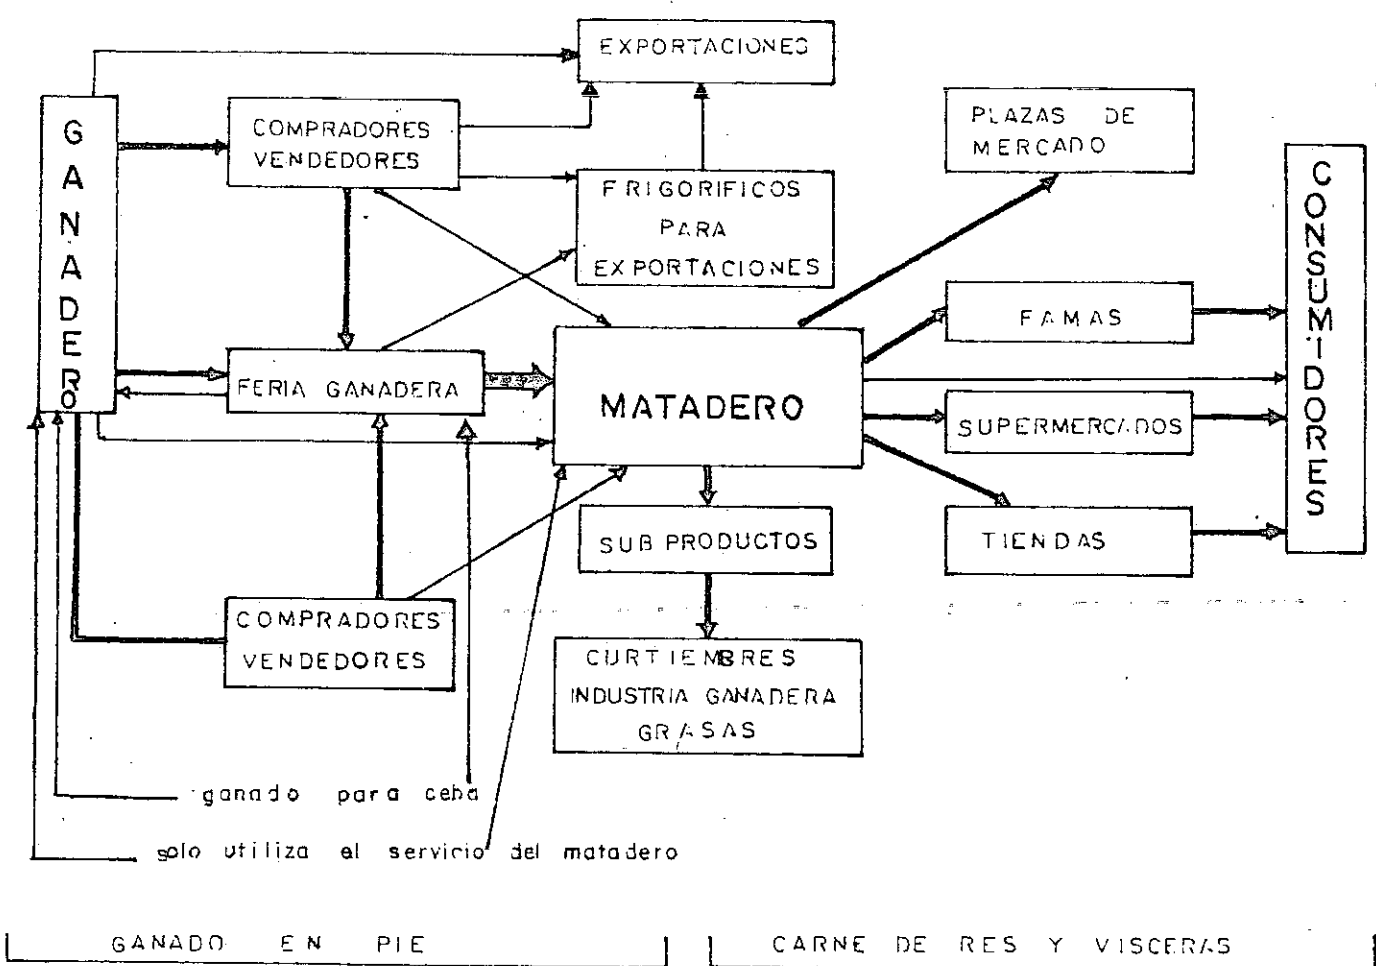 EXPORTACIONES
GANADERO
COMPRADORES
VENDEDORES
PLAZAS DE
MERCADO
CONSUMIDORES
FRIGORIFICOS
PARA
EXPORTACIONES
FAMAS
FERIA GANADERA
MATADERO
SUPERMERCADOS
SUB PRODUCTOS
TIENDAS
COMPRADORES
VENDEDORES
CURTIEMBRES
INDUSTRIA GANADERA
GRASAS
ganado para ceba
solo utiliza el servicio del matadero
GANADO EN PIE
CARNE DE RES Y VISCERAS